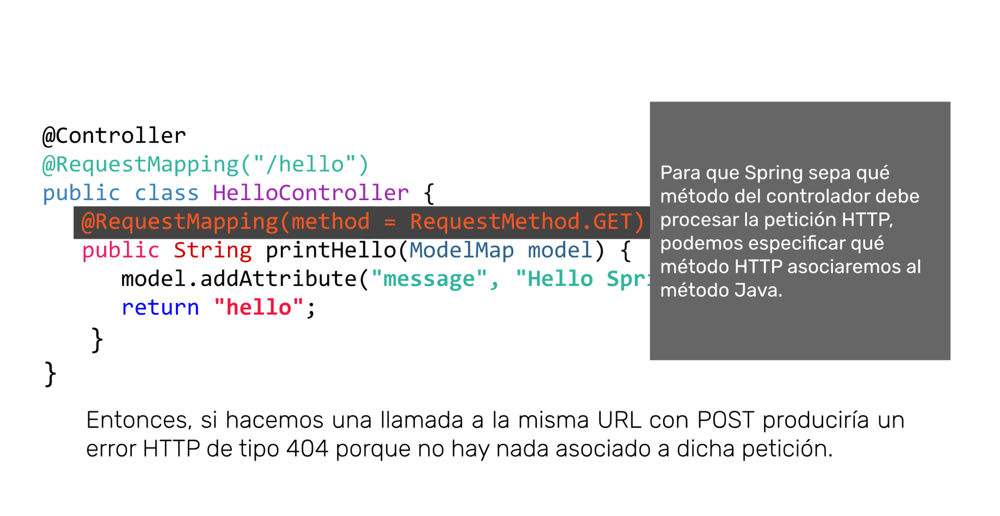 @Controller
@RequestMapping("/hello")
public class HelloController {
@RequestMapping(method = RequestMethod.GET)
public String printHello(ModelMap model) {
model.addAttribute("message", "Hello
return "hello";
}
}
Para que Spring sepa qué
método del controlador debe
procesar la petición HTTP,
podemos especificar qué
método HTTP asociaremos al
método Java.
Entonces, si hacemos una llamada a la misma URL con POST produciría un
error HTTP de tipo 404 porque no hay nada asociado a dicha petición.